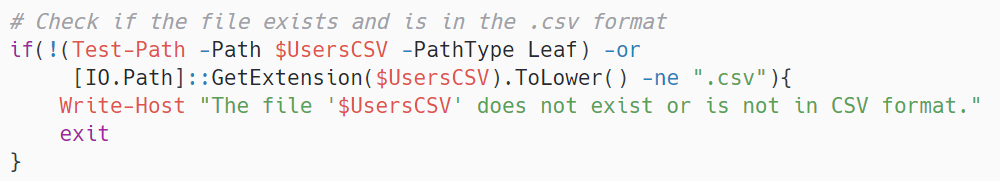 # Check if the file exists and is in the .csv format
if(!(Test-Path -Path $UsersCSV -PathType Leaf) -or
     [IO.Path]::GetExtension($UsersCSV).ToLower() -ne ".csv"){
    Write-Host "The file '$UsersCSV' does not exist or is not in CSV format."
    exit
}